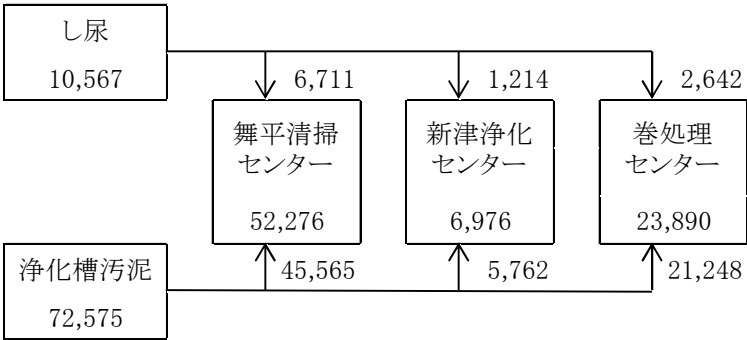 し尿
10,567
6,711
1,214
2,642
舞平清掃
センター
52,276
新津浄化
センター
6,976
巻処理
センター
23,890
浄化槽汚泥
72,575
45,565
5,762
21,248